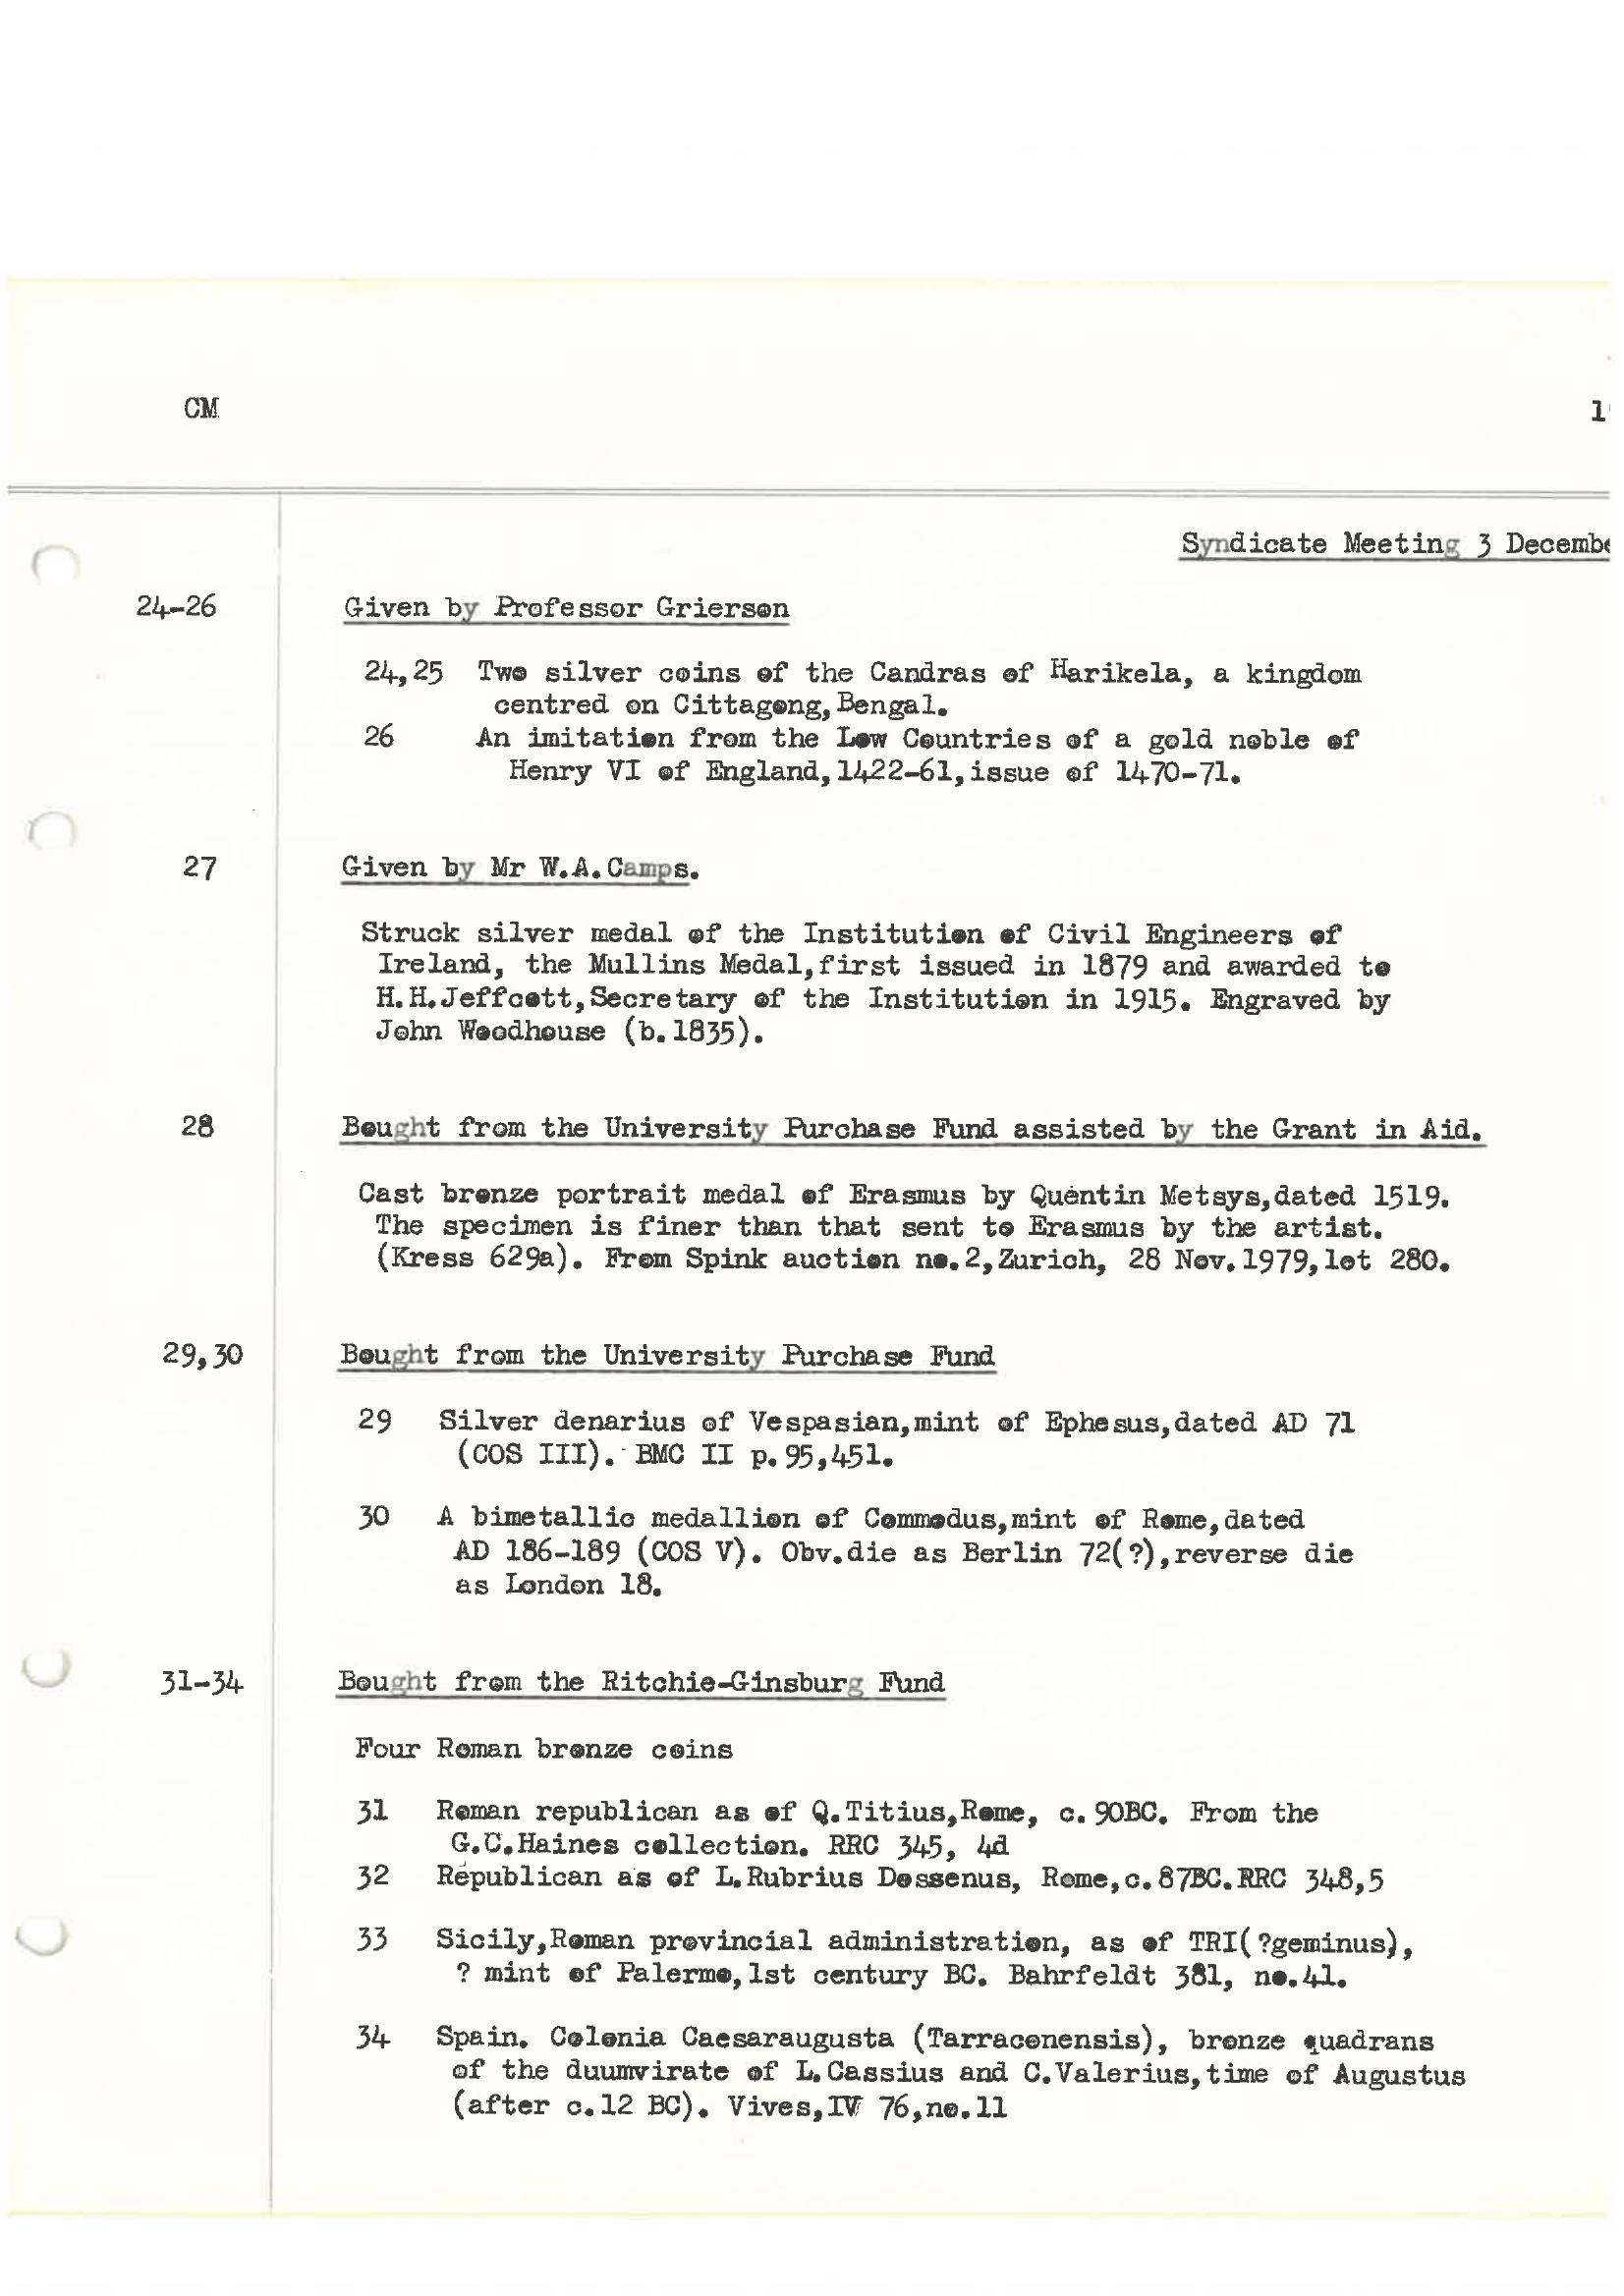 CM
1
Syndicate Meeting 3 Decembe
24-26 Given by Professor Grierson
24,25 Two silver coins of the Candras of Harikela, a kingdom
centred on Cittagong,Bengal.
26 An imitation from the Low Countries of a gold noble of
Henry VI of England,1422-61,issue of 1470-71.
27 Given by Mr W.A.Camps.
Struck silver medal of the Institution of Civil Engineers of
Ireland, the Mullins Medal,first issued in 1879 and awarded to
H.H.Jeffcott,Secretary of the Institution in 1915. Engraved by
John Woodhouse (b.1835).
28 Bought from the University Purchase Fund assisted by the Grant in Aid.
Cast bronze portrait medal of Erasmus by Quentin Metsys,dated 1519.
The specimen is finer than that sent to Erasmus by the artist.
(Kress 629a). From Spink auction no.2,Zurich, 28 Nov.1979,lot 280.
29,30 Bought from the University Purchase Fund
29 Silver denarius of Vespasian,mint of Ephesus,dated AD 71
(COS III). BMC II p.95,451.
30 A bimetallic medallion of Commodus,mint of Rome,dated
AD 186-189 (COS V). Obv.die as Berlin 72(?),reverse die
as London 18.
31-34 Bought from the Ritchie-Ginsburg Fund
Four Roman bronze coins
31 Roman republican as of Q.Titius,Rome, c.90BC. From the
G.C.Haines collection. RRC 345, 4d
32 Republican as of L.Rubrius Dossenus, Rome,c.87BC.RRC 348,5
33 Sicily,Roman provincial administration, as of TRI(?geminus),
? mint of Palermo,1st century BC. Bahrfeldt 381, no.41.
34 Spain. Colonia Caesaraugusta (Tarraconensis), bronze quadrans
of the duumvirate of L.Cassius and C.Valerius,time of Augustus
(after c.12 BC). Vives,IV 76,no.11